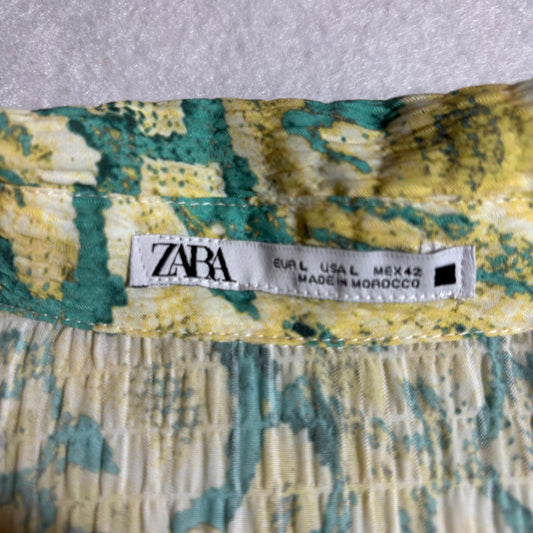 ZARA
EUR L USA L MEX 42
MADE IN MOROCCO